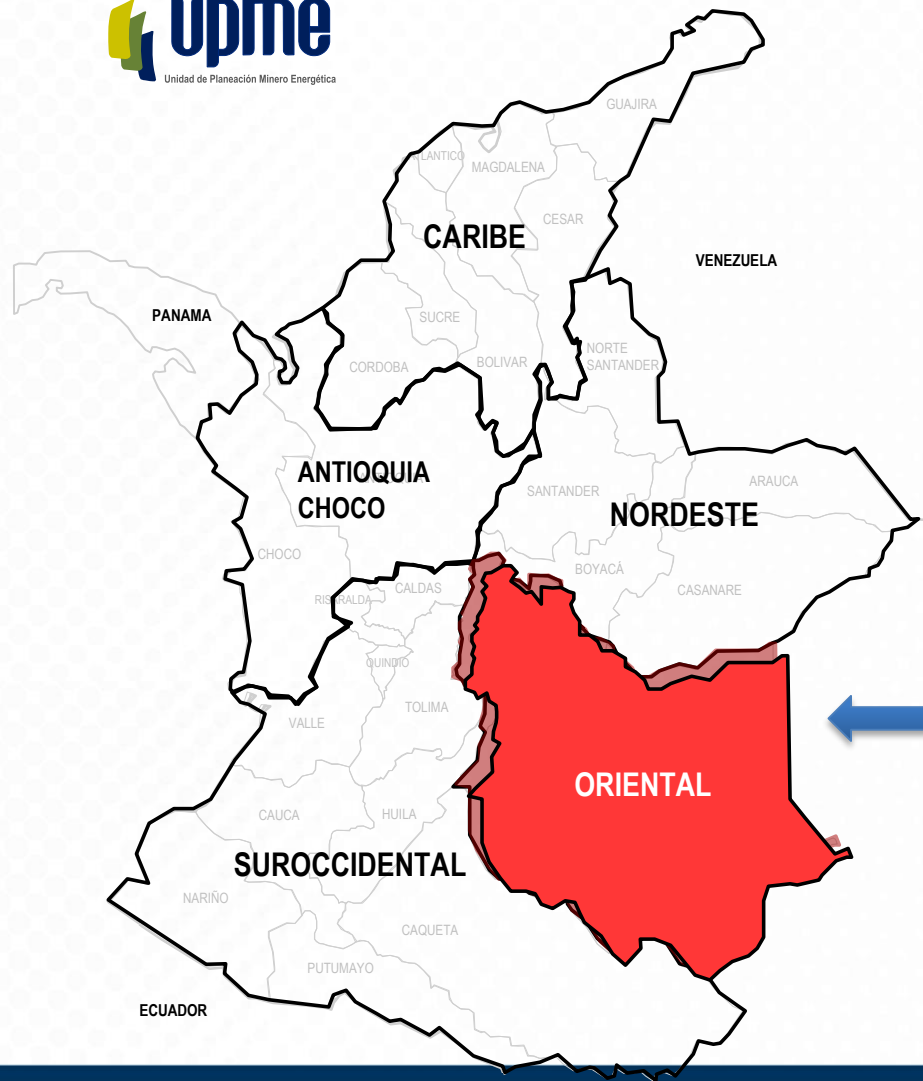 upme
Unidad de Planeación Minero Energética
GUAJIRA
MAGDALENA
CESAR
CARIBE
VENEZUELA
PANAMA
SUCRE
NORTE
SANTANDER
CORDOBA
BOLIVAR
ANTIOQUIA
CHOCO
SANTANDER
ARAUCA
NORDESTE
CHOCO
BOYACÁ
CASANARE
CALDAS
RISARALDA
QUINDIO
TOLIMA
VALLE
ORIENTAL
CAUCA
HUILA
SUROCCIDENTAL
NARIÑO
CAQUETA
PUTUMAYO
ECUADOR